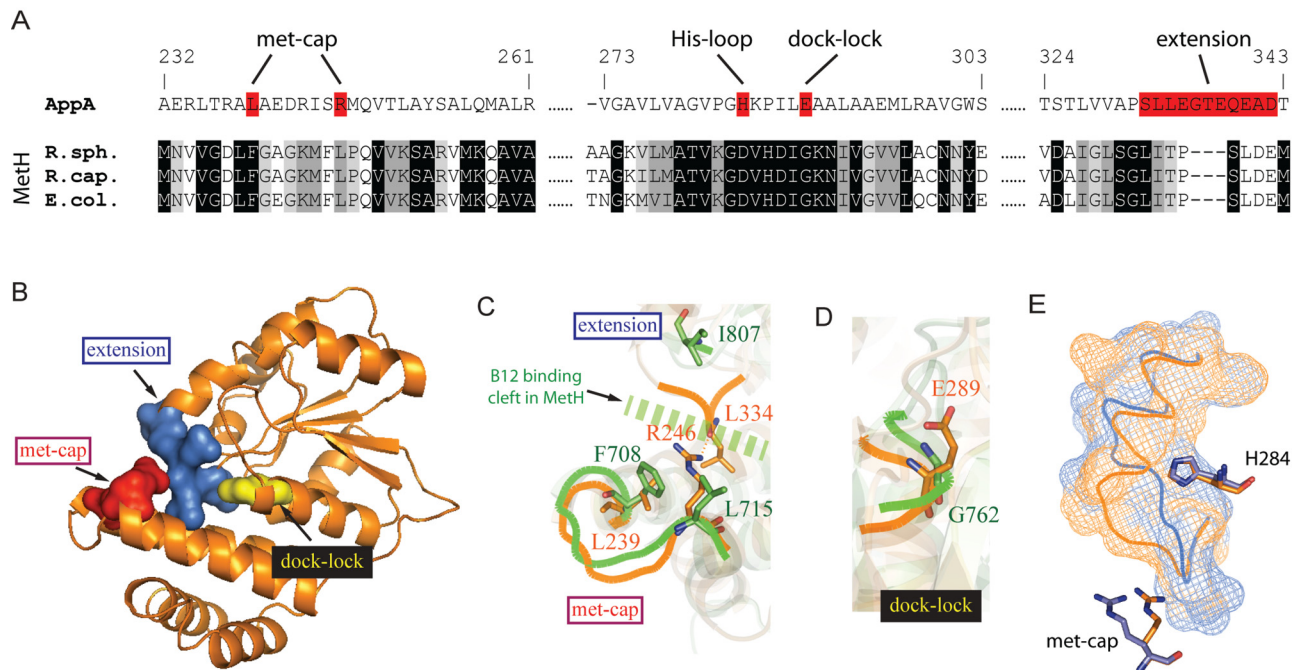 A
met-cap His-loop dock-lock extension
232 261 273 303 324 343
AppA AERLTRALAEDRISRMQVTLAYSALQMALR ...... -VGAVLVAGVPGHKPILEAALAAEMLRAVGWS ...... TSTLVVAPSLLEGTEQEADT
MetH
R.sph. MNVVGDLFGAGKMFLPQVVKSARVMKQAVA ...... AAGKVLMATVKGDVHDIGKNIVGVVLACNNYE ...... VDAIGLSGLITP---SLDEM
R.cap. MNVVGDLFGAGKMFLPQVVKSARVMKQAVA ...... TAGKILMATVKGDVHDIGKNIVGVVLACNNYE ...... VDAIGLSGLITP---SLDEM
E.col. MNVVGDLFGEGKMFLPQVVKSARVMKQAVA ...... TNGKMVIATVKGDVHDIGKNIVGVVLQCNNYE ...... ADLIGLSGLITP---SLDEM
B
extension
met-cap
dock-lock
C
extension
I807
B12 binding
cleft in MetH
L334
R246
F708
L715
L239
met-cap
D
E289
G762
dock-lock
E
H284
met-cap